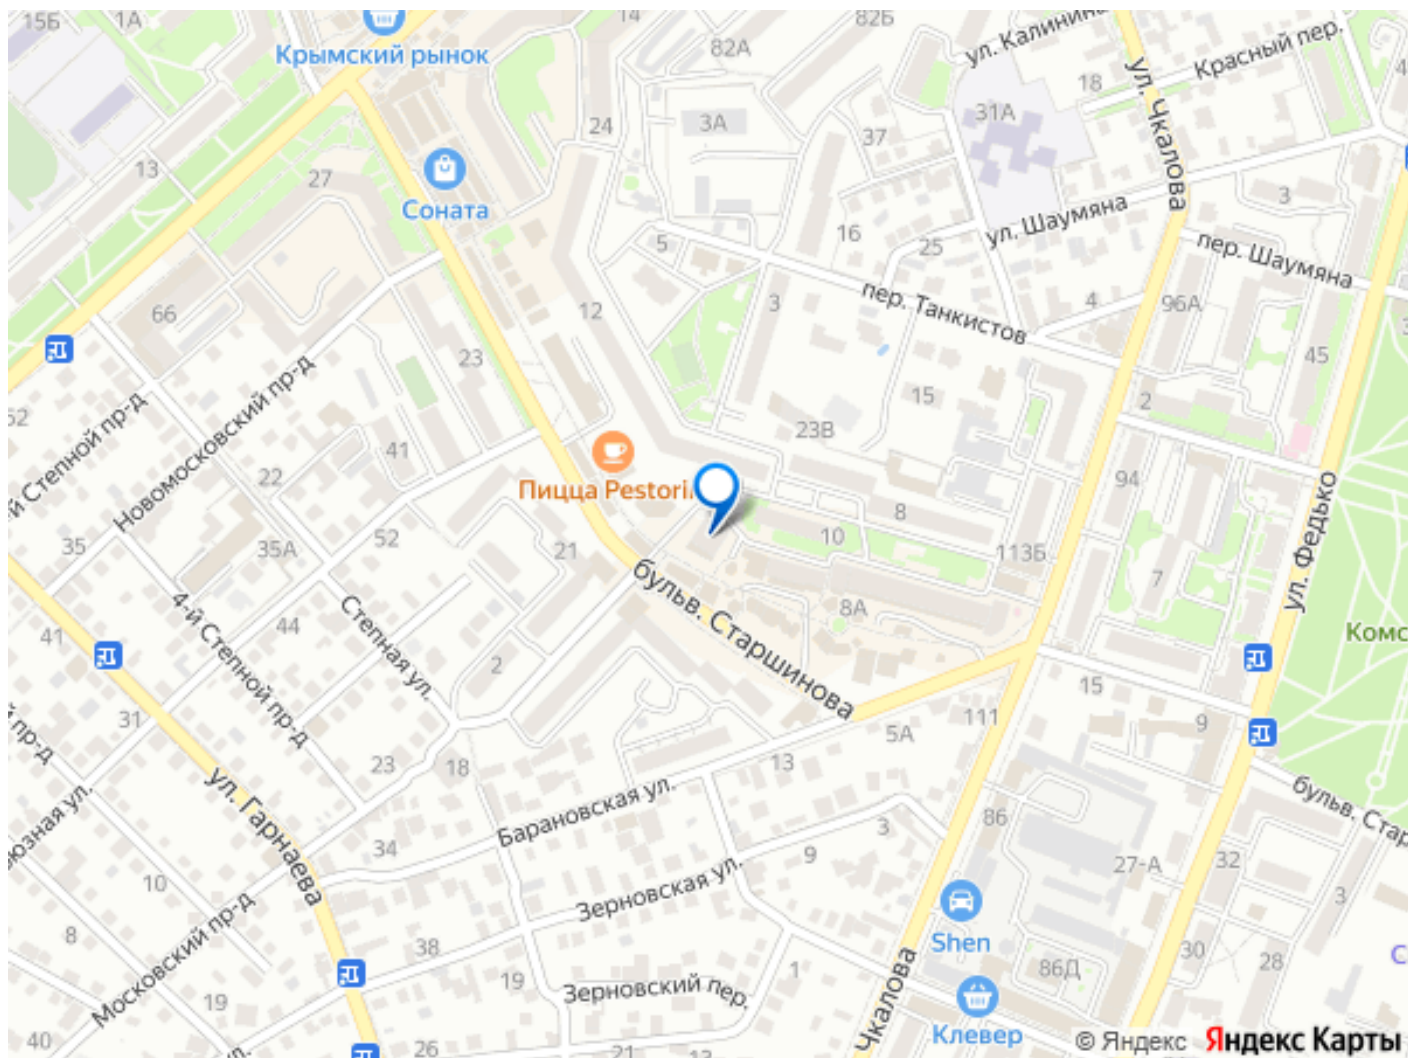 15Б
1А
14
82Б
ул. Калинина
Красный пер.
Крымский рынок
82А
18
31А
24
3А
37
ул. Чкалова
13
27
Соната
5
16
25
ул. Шаумяна
3
пер. Шаумяна
66
12
3
пер. Танкистов
4
96А
45
23
52
Новомосковский пр-д
й Степной пр-д
41
22
15
23В
2
94
Пицца Pestori
8
10
113Б
35
35А
52
21
7
ул. Федько
бульв. Старшинова
8А
41
44
4-й Степной пр-д
Степная ул.
2
Комс
15
9
111
5А
31
23
18
13
ул. Гарнаева
Барановская ул.
34
3
9
86
27-А
32
бульв. Стар
3
10
Зерновская ул.
Московский пр-д
8
38
19
Shen
30
28
86Д
1
Зерновский пер.
19
40
26
21
Чкалова
Клевер
© Яндекс
Яндекс Карты